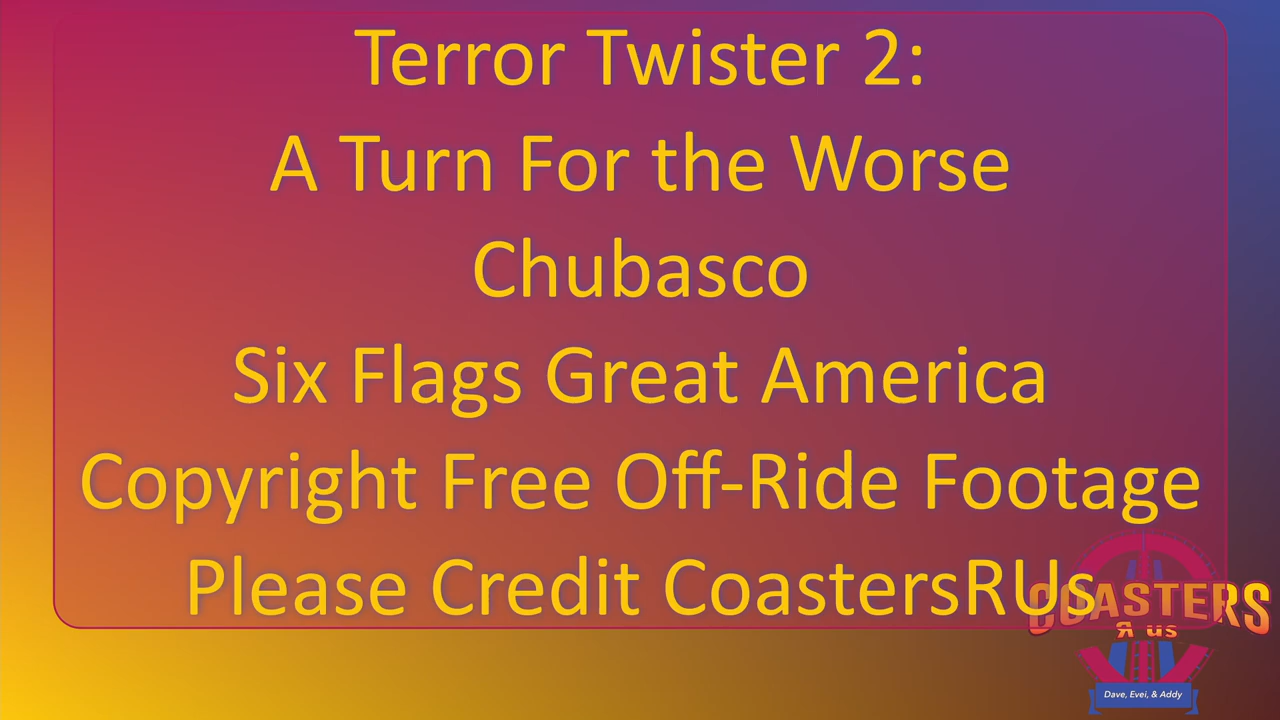 Terror Twister 2:
A Turn For the Worse
Chubasco
Six Flags Great America
Copyright Free Off-Ride Footage
Please Credit CoastersRUs
COASTERS
Я us
Dave, Evei, & Addy